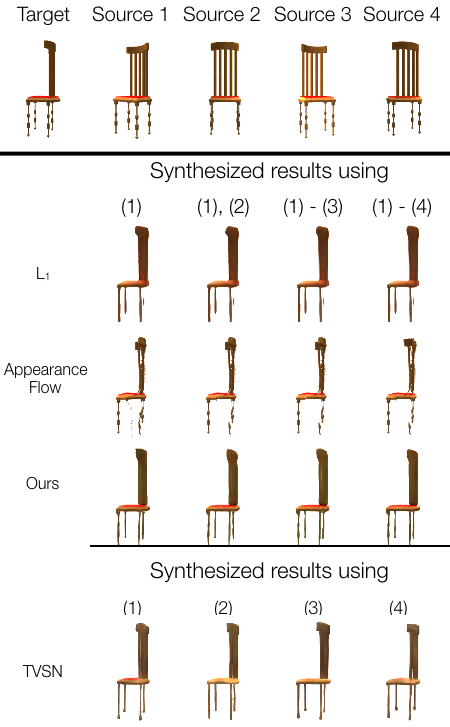 Target Source 1 Source 2 Source 3 Source 4
Synthesized results using
(1) (1), (2) (1) - (3) (1) - (4)
L₁
Appearance
Flow
Ours
Synthesized results using
(1) (2) (3) (4)
TVSN